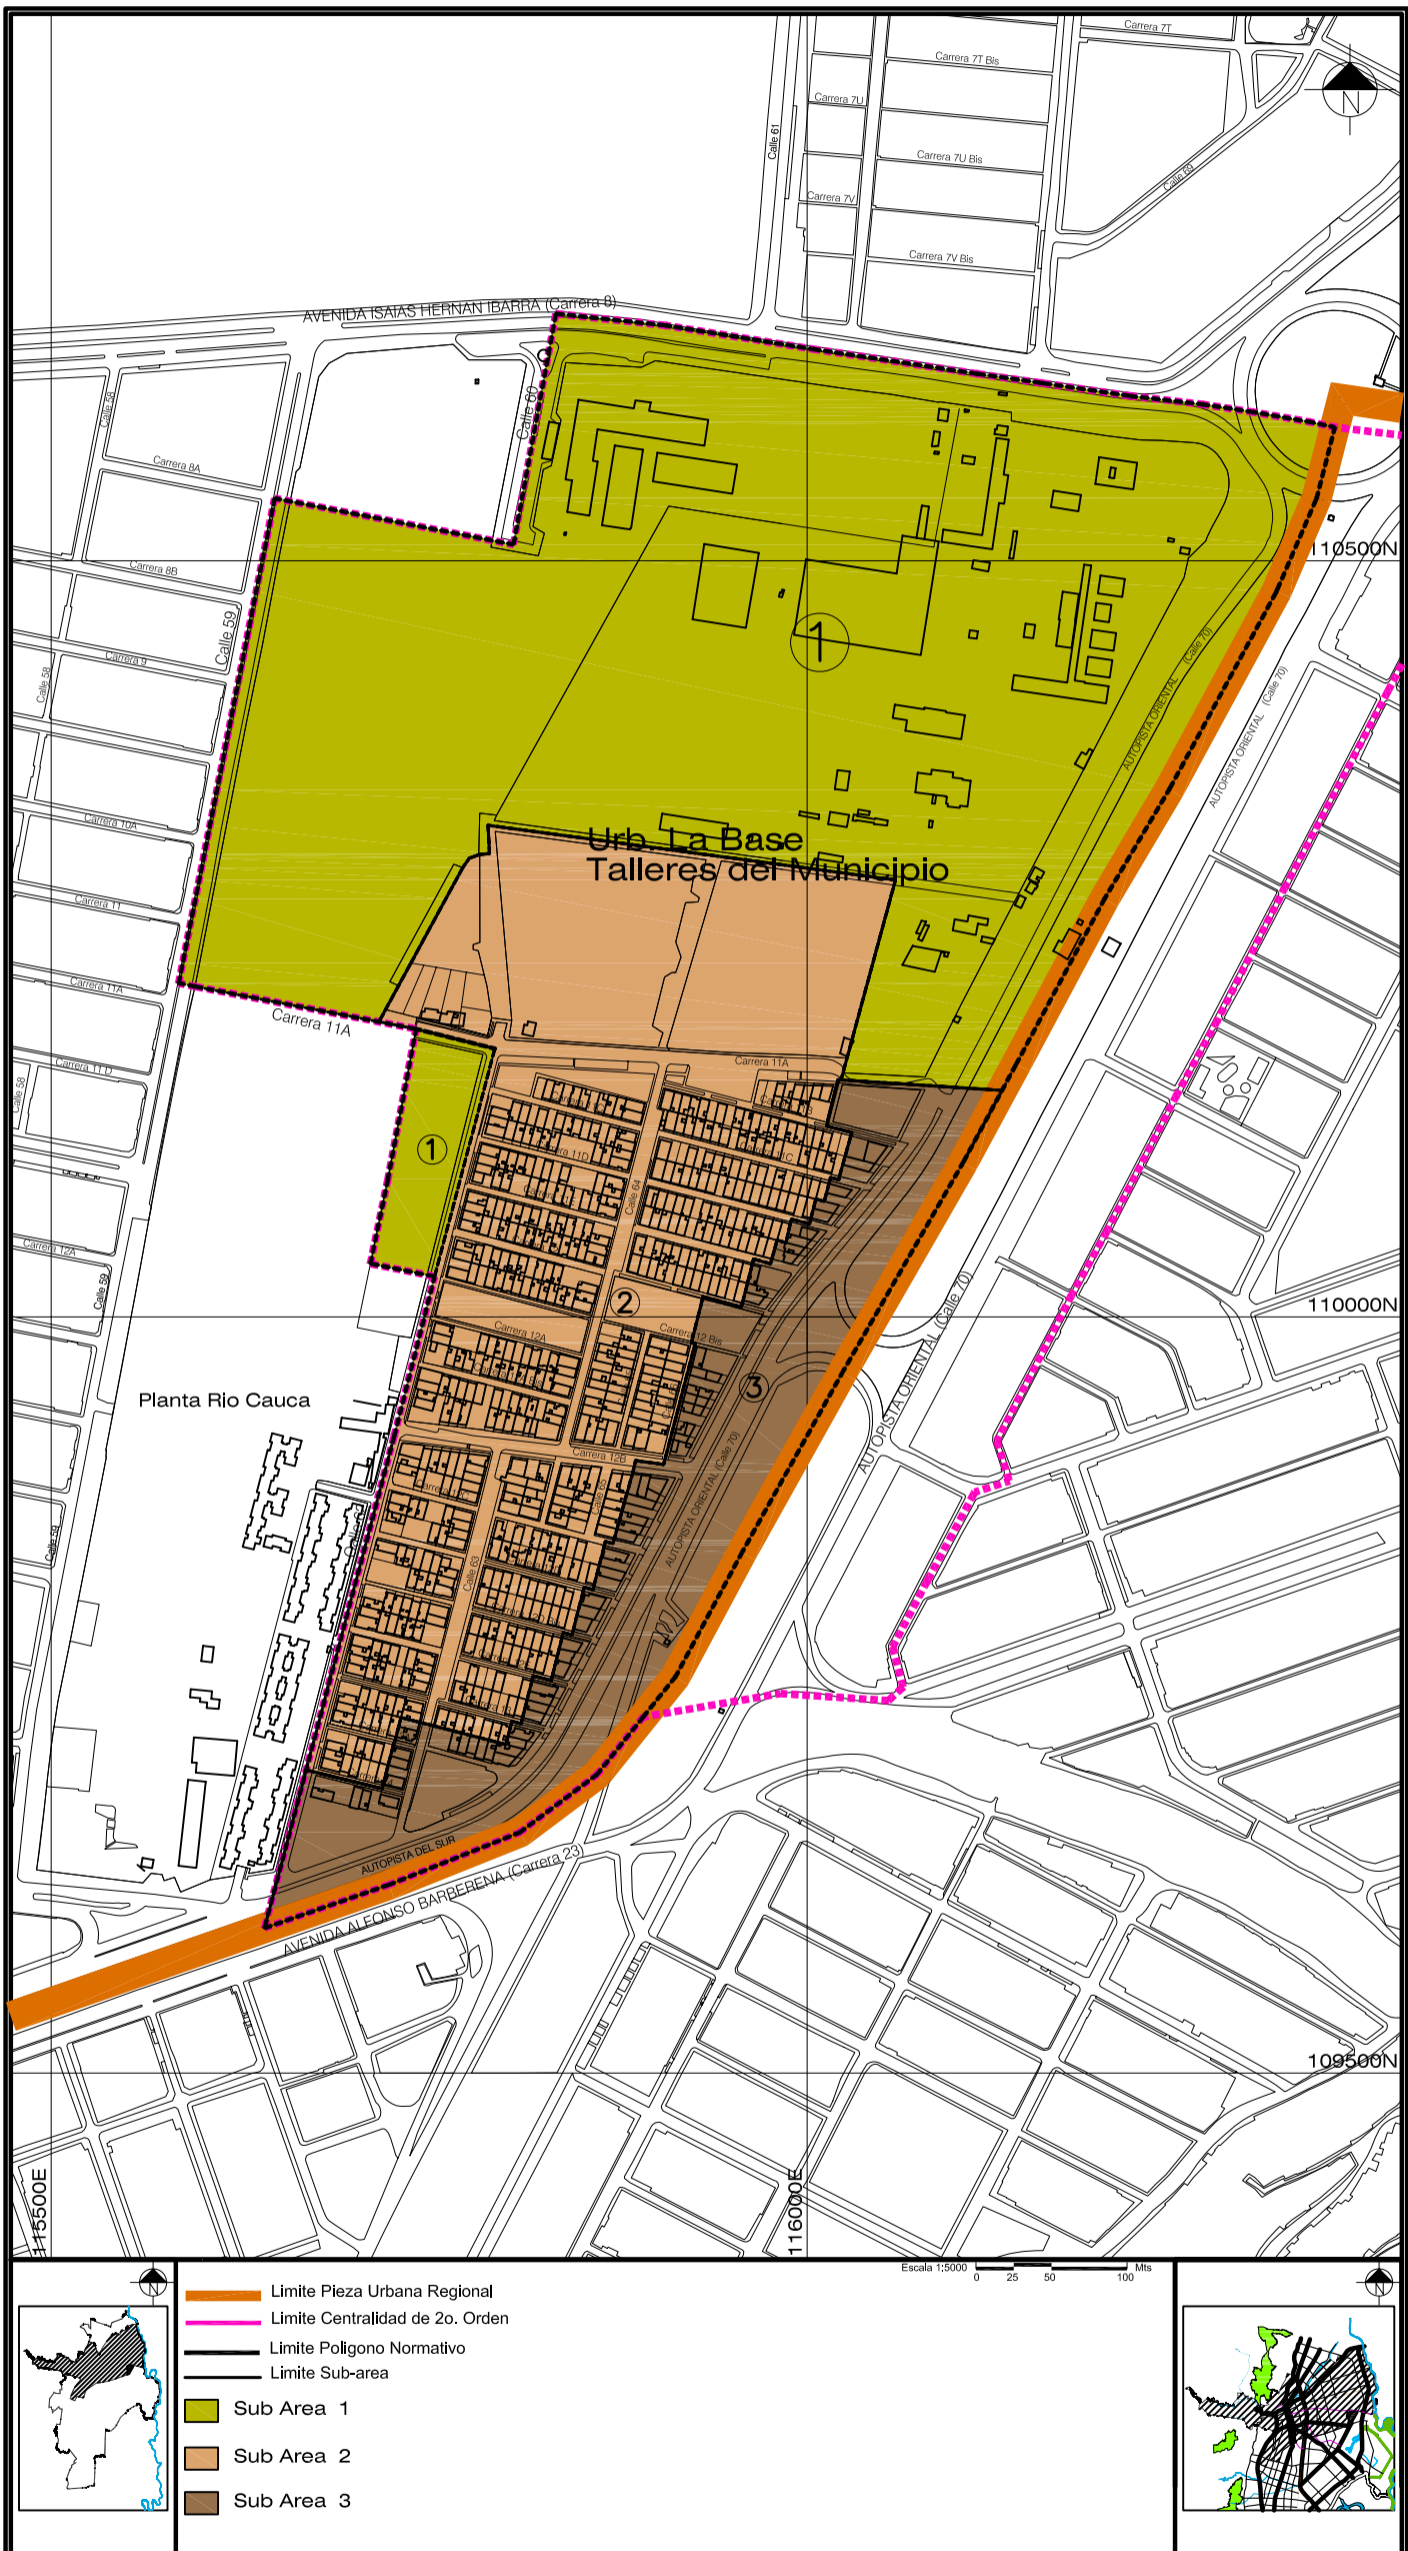 Carrera 7T
Carrera 7T Bis
Carrera 7U
Calle 61
Carrera 7U Bis
Calle 69
Carrera 7V
Carrera 7V Bis
N
AVENIDA ISAIAS HERNAN IBARRA (Carrera 8)
Calle 58
Calle 60
Carrera 8A
Carrera 8B
110500N
Calle 59
1
Carrera 9
Calle 58
AUTOPISTA ORIENTAL (Calle 70)
AUTOPISTA ORIENTAL (Calle 70)
Carrera 10A
Urb. La Base
Talleres del Municipio
Carrera 11
Carrera 11A
Carrera 11A
Carrera 11A
Carrera 11D
Calle 58
1
Carrera 11D
Carrera 11C
Calle 64
Carrera 12A
Calle 59
2
110000N
Carrera 12A
Carrera 12 Bis
3
AUTOPISTA ORIENTAL (Calle 70)
Planta Rio Cauca
Carrera 12B
AUTOPISTA ORIENTAL (Calle 70)
Calle 65
Calle 59
Calle 63
AUTOPISTA DEL SUR
AVENIDA ALFONSO BARBERENA (Carrera 23)
109500N
115500E
116000E
Escala 1:5000
0 25 50 100 Mts
N
N
Limite Pieza Urbana Regional
Limite Centralidad de 2o. Orden
Limite Poligono Normativo
Limite Sub-area
Sub Area 1
Sub Area 2
Sub Area 3